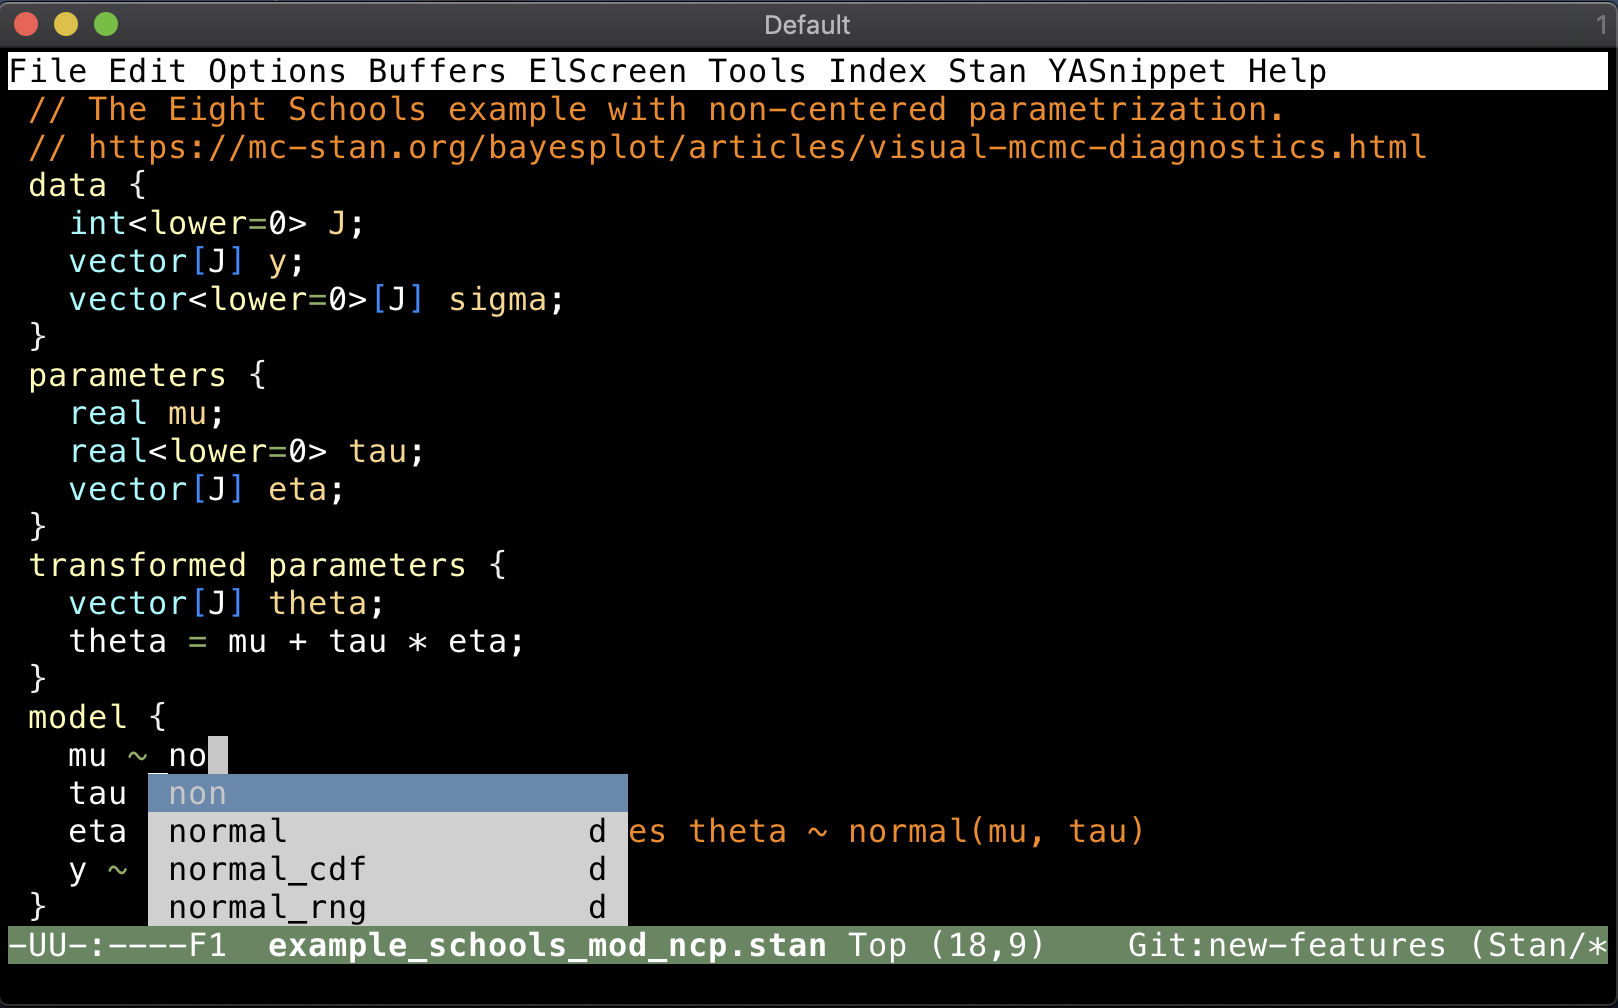 Default 1
File Edit Options Buffers ElScreen Tools Index Stan YASnippet Help
// The Eight Schools example with non-centered parametrization.
// https://mc-stan.org/bayesplot/articles/visual-mcmc-diagnostics.html
data {
  int<lower=0> J;
  vector[J] y;
  vector<lower=0>[J] sigma;
}
parameters {
  real mu;
  real<lower=0> tau;
  vector[J] eta;
}
transformed parameters {
  vector[J] theta;
  theta = mu + tau * eta;
}
model {
  mu ~ no
  tau non
  eta normal d es theta ~ normal(mu, tau)
  y ~ normal_cdf d
} normal_rng d
-UU-:----F1 example_schools_mod_ncp.stan Top (18,9) Git:new-features (Stan/*